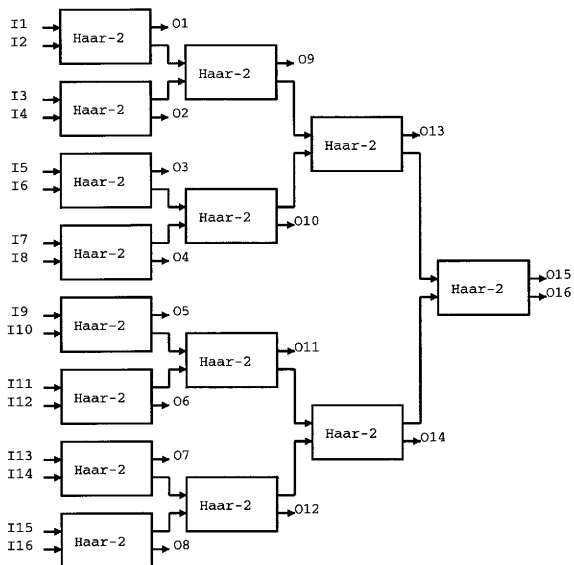 I1
I2
Haar-2
O1
Haar-2
O9
I3
I4
Haar-2
O2
Haar-2
O13
I5
I6
Haar-2
O3
Haar-2
O10
I7
I8
Haar-2
O4
Haar-2
O15
O16
I9
I10
Haar-2
O5
Haar-2
O11
I11
I12
Haar-2
O6
Haar-2
O14
I13
I14
Haar-2
O7
Haar-2
O12
I15
I16
Haar-2
O8